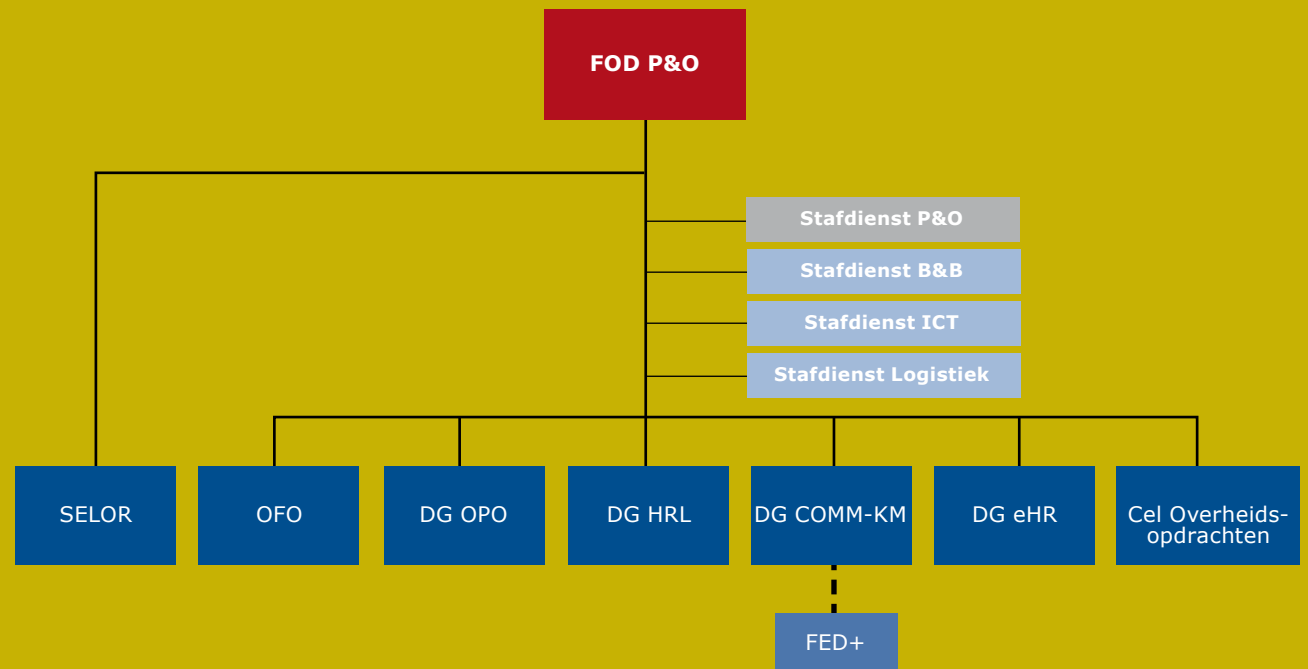 FOD P&O
Stafdienst P&O
Stafdienst B&B
Stafdienst ICT
Stafdienst Logistiek
SELOR
OFO
DG OPO
DG HRL
DG COMM-KM
DG eHR
Cel Overheids-
opdrachten
FED+